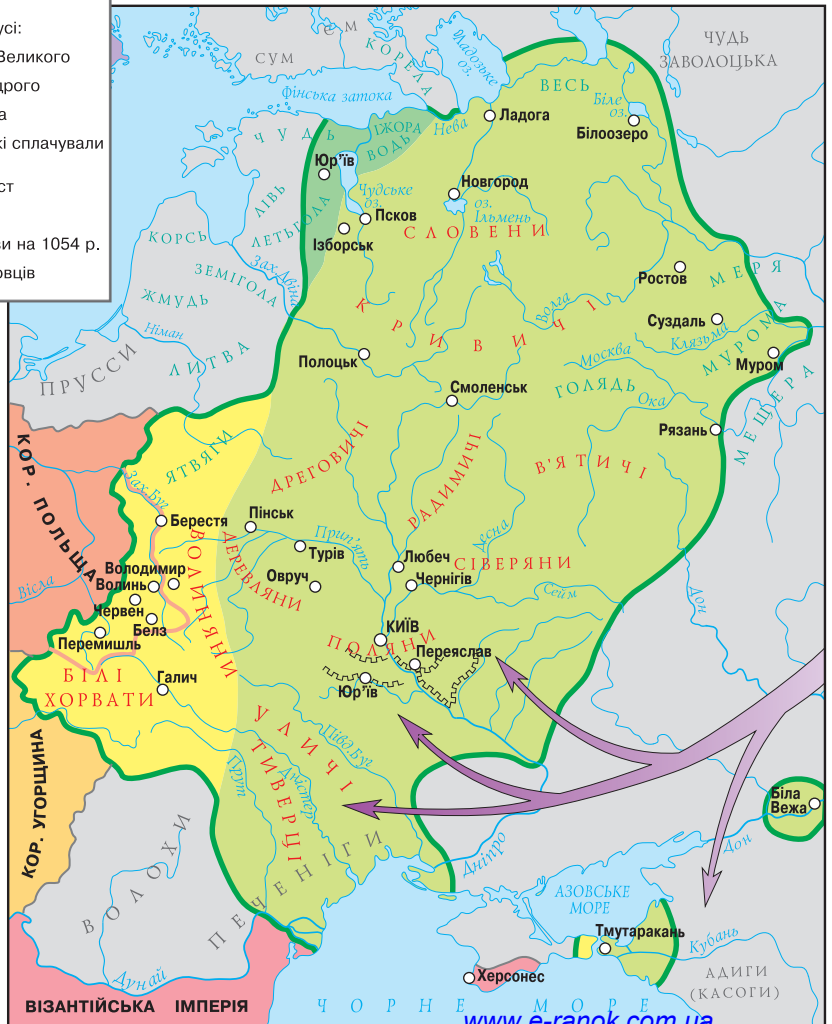 усі:
Великого
дрого
а
кі сплачували
ст
ви на 1054 р.
овців
СУМ
ЄМ
КОРЕЛА
Ладозьке
оз.
ЧУДЬ
ЗАВОЛОЦЬКА
Фінська затока
ВЕСЬ
Біле
оз.
Білоозеро
Ладога
Нева
ІЖОРА
ВОДЬ
ЧУДЬ
Юр'їв
Чудське
оз.
Новгород
оз.
Ільмень
Псков
Ізборськ
СЛОВЕНИ
ЛІВЬ
ЛЕТЬГОЛА
КОРСЬ
ЗЕМІГОЛА
Зах.Двіна
ЖМУДЬ
Німан
ЛИТВА
ПРУССИ
КРИВИЧІ
Волга
Ростов
МЕРЯ
Суздаль
Клязьма
МУРОМА
Муром
Москва
ГОЛЯДЬ
Ока
МЕЩЕРА
Рязань
Полоцьк
Смоленськ
КОР. ПОЛЬЩА
ЯТВЯГИ
Зах.Буг
ДРЕГОВИЧІ
РАДИМИЧІ
В'ЯТИЧІ
Берестя
Пінськ
Турів
Прип'ять
Десна
Любеч
СІВЕРЯНИ
Чернігів
Сейм
Овруч
ДЕРЕВЛЯНИ
ВОЛИНЯНИ
Володимир
Волинь
Червен
Белз
Перемишль
Вісла
КИЇВ
ПОЛЯНИ
Переяслав
Юр'їв
Дон
БІЛІ
ХОРВАТИ
Галич
УЛИЧІ
ТИВЕРЦІ
Півд.Буг
Дністер
Прут
КОР. УГОРЩИНА
ВОЛОХИ
ПЕЧЕНІГИ
Дніпро
Біла
Вежа
Дон
АЗОВСЬКЕ
МОРЕ
Тмутаракань
Кубань
АДИГИ
(КАСОГИ)
Херсонес
Дунай
ВІЗАНТІЙСЬКА ІМПЕРІЯ
ЧОРНЕ МОРЕ
www.e-ranok.com.ua